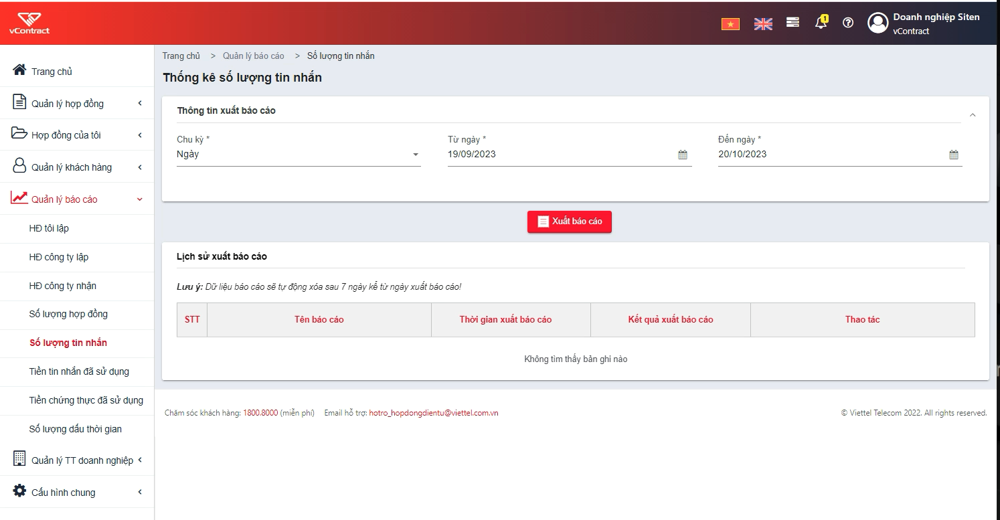 vContract
1
Doanh nghiệp Siten
vContract
Trang chủ
Quản lý hợp đồng
Hợp đồng của tôi
Quản lý khách hàng
Quản lý báo cáo
HĐ tôi lập
HĐ công ty lập
HĐ công ty nhận
Số lượng hợp đồng
Số lượng tin nhắn
Tiền tin nhắn đã sử dụng
Tiền chứng thực đã sử dụng
Số lượng dấu thời gian
Quản lý TT doanh nghiệp
Cấu hình chung
Trang chủ > Quản lý báo cáo > Số lượng tin nhắn
Thống kê số lượng tin nhắn
Thông tin xuất báo cáo
Chu kỳ * Từ ngày * Đến ngày *
Ngày 19/09/2023 20/10/2023
Xuất báo cáo
Lịch sử xuất báo cáo
Lưu ý: Dữ liệu báo cáo sẽ tự động xóa sau 7 ngày kể từ ngày xuất báo cáo!
STT Tên báo cáo Thời gian xuất báo cáo Kết quả xuất báo cáo Thao tác
Không tìm thấy bản ghi nào
Chăm sóc khách hàng: 1800.8000 (miễn phí) Email hỗ trợ: hotro_hopdongdientu@viettel.com.vn © Viettel Telecom 2022. All rights reserved.